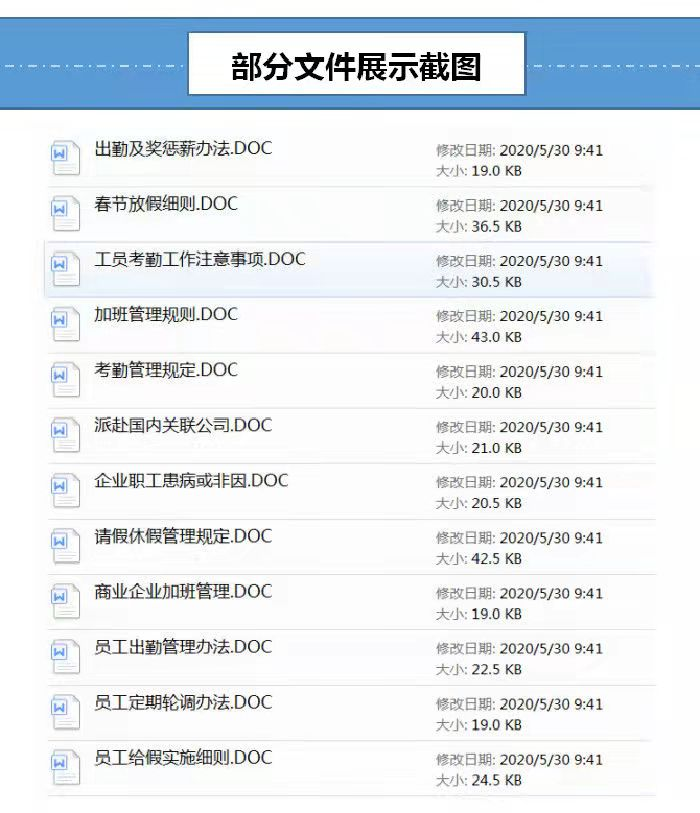 部分文件展示截图
出勤及奖惩薪办法.DOC
修改日期: 2020/5/30 9:41
大小: 19.0 KB
春节放假细则.DOC
修改日期: 2020/5/30 9:41
大小: 36.5 KB
工员考勤工作注意事项.DOC
修改日期: 2020/5/30 9:41
大小: 30.5 KB
加班管理规则.DOC
修改日期: 2020/5/30 9:41
大小: 43.0 KB
考勤管理规定.DOC
修改日期: 2020/5/30 9:41
大小: 20.0 KB
派赴国内关联公司.DOC
修改日期: 2020/5/30 9:41
大小: 21.0 KB
企业职工患病或非因.DOC
修改日期: 2020/5/30 9:41
大小: 20.5 KB
请假休假管理规定.DOC
修改日期: 2020/5/30 9:41
大小: 42.5 KB
商业企业加班管理.DOC
修改日期: 2020/5/30 9:41
大小: 19.0 KB
员工出勤管理办法.DOC
修改日期: 2020/5/30 9:41
大小: 22.5 KB
员工定期轮调办法.DOC
修改日期: 2020/5/30 9:41
大小: 19.0 KB
员工给假实施细则.DOC
修改日期: 2020/5/30 9:41
大小: 24.5 KB